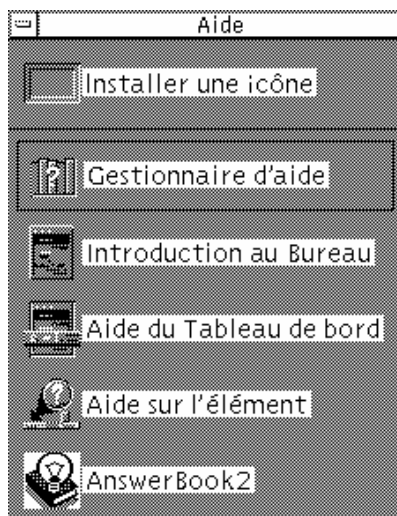 Aide
Installer une icône
Gestionnaire d'aide
Introduction au Bureau
Aide du Tableau de bord
Aide sur l'élément
AnswerBook2